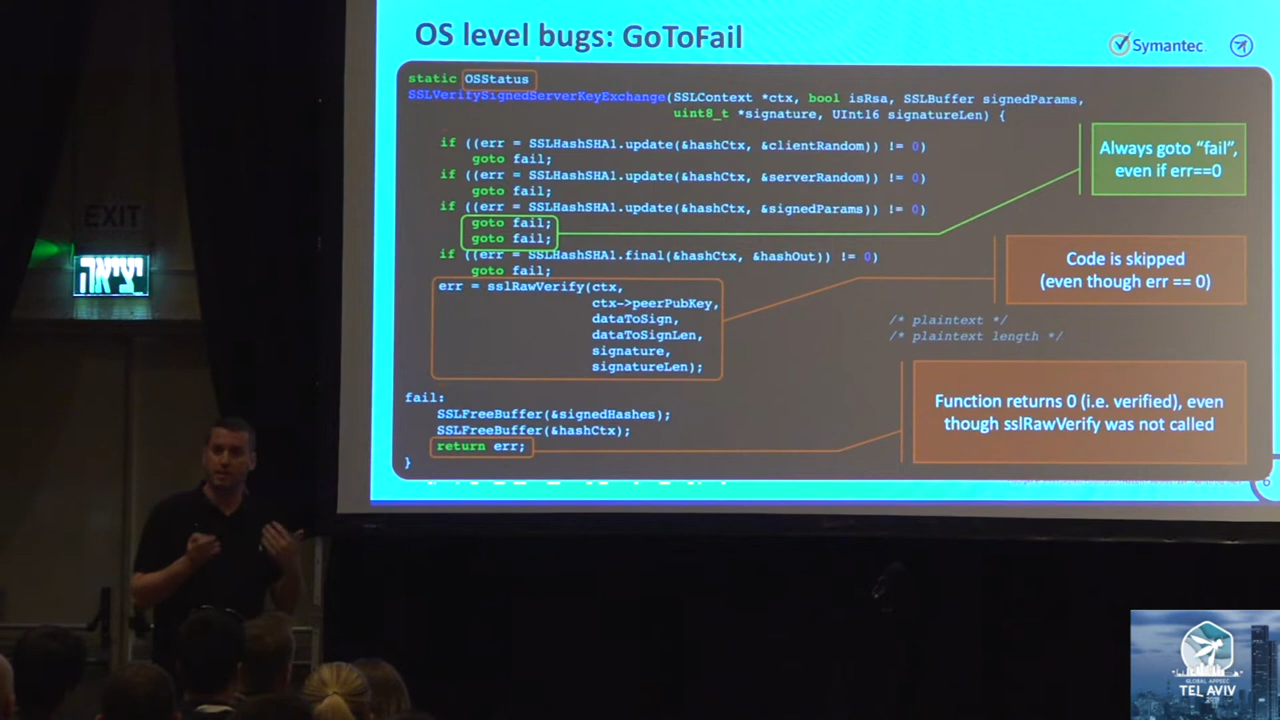 OS level bugs: GoToFail
Symantec
static OSStatus
SSLVerifySignedServerKeyExchange(SSLContext *ctx, bool isRsa, SSLBuffer signedParams,
uint8_t *signature, UInt16 signatureLen) {
if ((err = SSLHashSHA1.update(&hashCtx, &clientRandom)) != 0)
goto fail;
if ((err = SSLHashSHA1.update(&hashCtx, &serverRandom)) != 0)
goto fail;
if ((err = SSLHashSHA1.update(&hashCtx, &signedParams)) != 0)
goto fail;
goto fail;
if ((err = SSLHashSHA1.final(&hashCtx, &hashOut)) != 0)
goto fail;
err = sslRawVerify(ctx,
ctx->peerPubKey,
dataToSign, /* plaintext */
dataToSignLen, /* plaintext length */
signature,
signatureLen);
fail:
SSLFreeBuffer(&signedHashes);
SSLFreeBuffer(&hashCtx);
return err;
}
Always goto “fail”,
even if err==0
Code is skipped
(even though err == 0)
Function returns 0 (i.e. verified), even
though sslRawVerify was not called
6
EXIT
יציאה
GLOBAL APPSEC
TEL AVIV